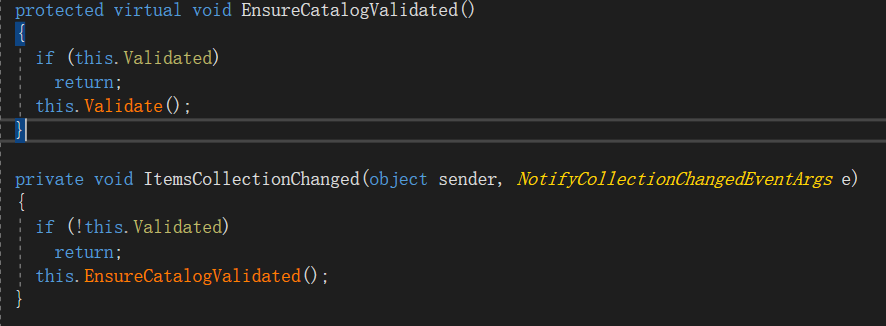 protected virtual void EnsureCatalogValidated()
{
if (this.Validated)
return;
this.Validate();
}
private void ItemsCollectionChanged(object sender, NotifyCollectionChangedEventArgs e)
{
if (!this.Validated)
return;
this.EnsureCatalogValidated();
}